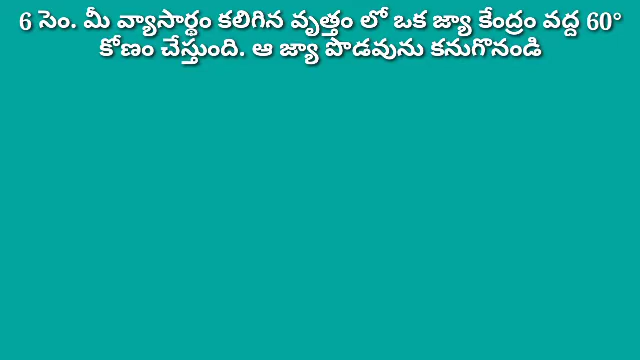 6 సెం. మీ వ్యాసార్థం కలిగిన వృత్తం లో ఒక జ్యా కేంద్రం వద్ద 60°
కోణం చేస్తుంది. ఆ జ్యా పొడవును కనుగొనండి